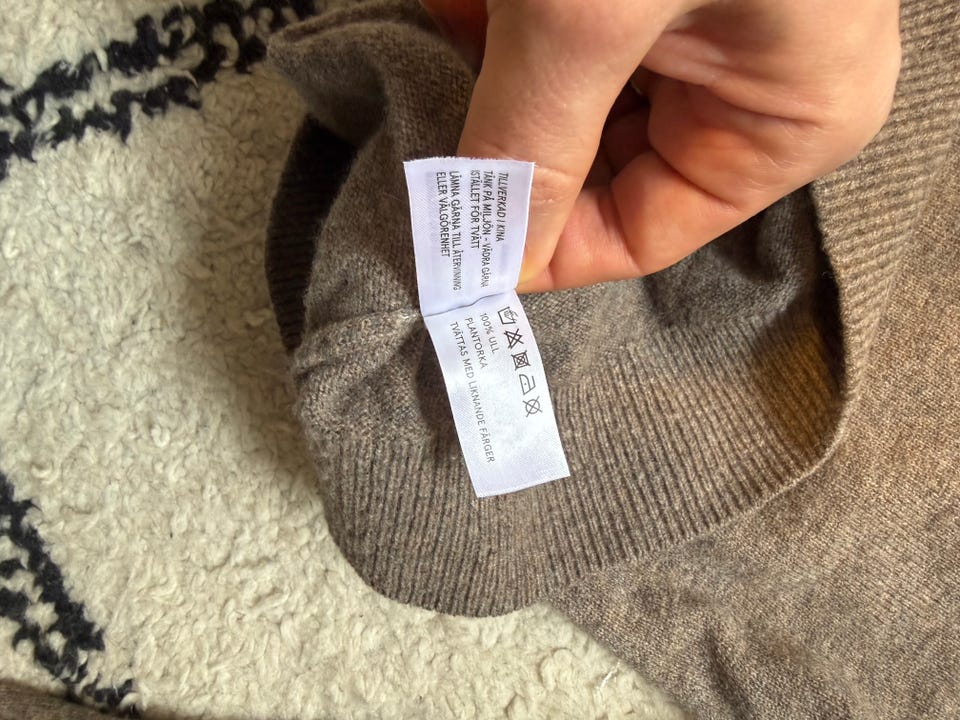 TILLVERKAD I KINA
TÄNK PÅ MILJÖN - VÄDRA GÄRNA
ISTÄLLET FÖR TVÄTT
LÄMNA GÄRNA TILL ÅTERVINNING
ELLER VÄLGÖRENHET
100% ULL
PLANTORKA
TVÄTTAS MED LIKNANDE FÄRGER